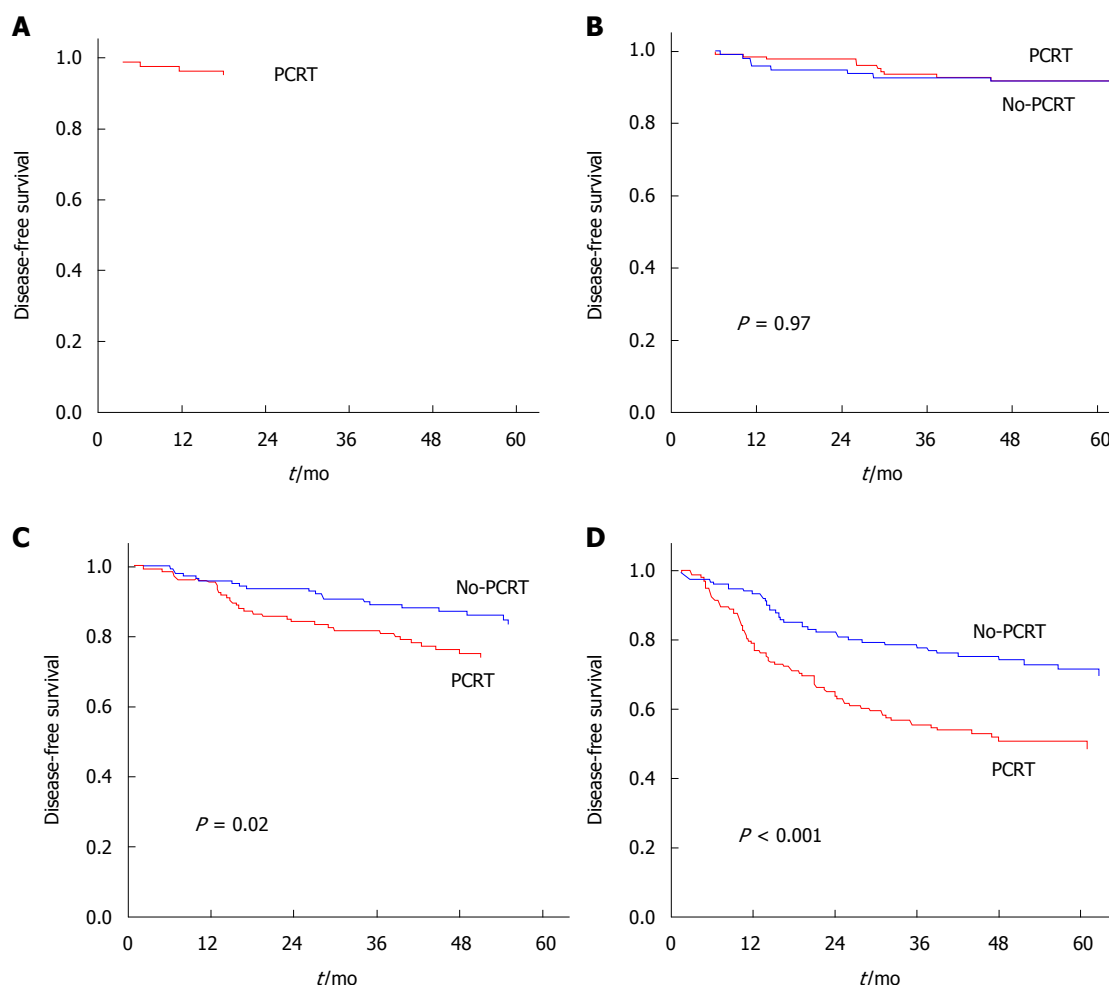 A
Disease-free survival
1.0
0.8
0.6
0.4
0.2
0.0
PCRT
0 12 24 36 48 60
t/mo
B
Disease-free survival
1.0
0.8
0.6
0.4
0.2
0.0
PCRT
No-PCRT
P = 0.97
0 12 24 36 48 60
t/mo
C
Disease-free survival
1.0
0.8
0.6
0.4
0.2
0.0
No-PCRT
PCRT
P = 0.02
0 12 24 36 48 60
t/mo
D
Disease-free survival
1.0
0.8
0.6
0.4
0.2
0.0
No-PCRT
PCRT
P < 0.001
0 12 24 36 48 60
t/mo